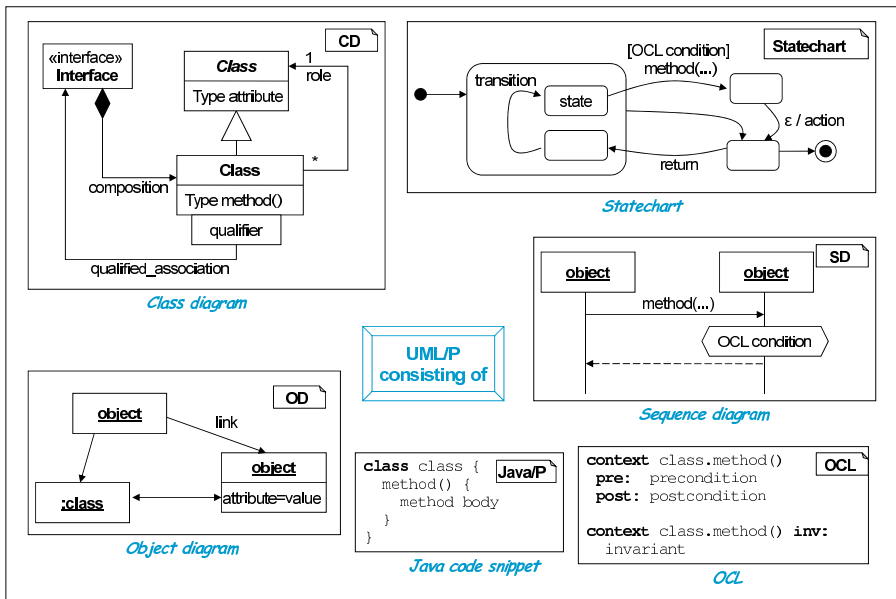 CD
«interface»
Interface
Class
Type attribute
1
role
*
composition
Class
Type method()
qualifier
qualified_association
Class diagram
Statechart
[OCL condition]
method(...)
transition
state
ε / action
return
Statechart
SD
object
object
method(...)
OCL condition
Sequence diagram
UML/P
consisting of
OD
object
link
object
attribute=value
:class
Object diagram
Java/P
class class {
method() {
method body
}
}
Java code snippet
OCL
context class.method()
pre: precondition
post: postcondition
context class.method() inv:
invariant
OCL